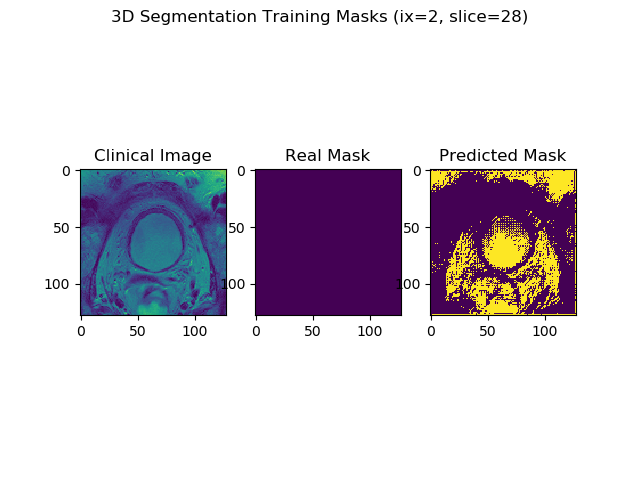 3D Segmentation Training Masks (ix=2, slice=28)
Clinical Image Real Mask Predicted Mask
0 0 0
50 50 50
100 100 100
0 50 100 0 50 100 0 50 100